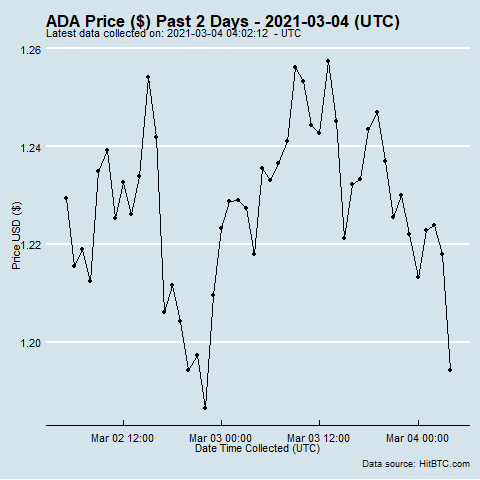 ADA Price ($) Past 2 Days - 2021-03-04 (UTC)
Latest data collected on: 2021-03-04 04:02:12 - UTC
1.26
1.24
1.22
1.20
Price USD ($)
Mar 02 12:00 Mar 03 00:00 Mar 03 12:00 Mar 04 00:00
Date Time Collected (UTC)
Data source: HitBTC.com